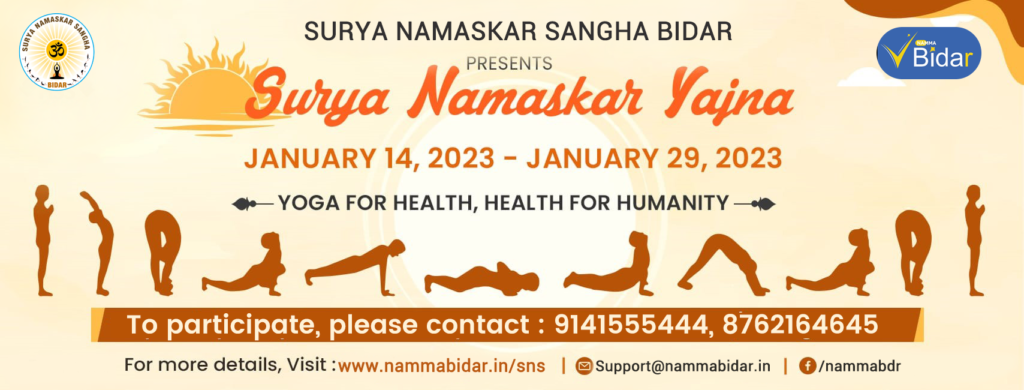 SURYA NAMASKAR SANGHA
ॐ
BIDAR
SURYA NAMASKAR SANGHA BIDAR
NAMMA
Bidar
PRESENTS
Surya Namaskar Yajna
JANUARY 14, 2023 - JANUARY 29, 2023
YOGA FOR HEALTH, HEALTH FOR HUMANITY
To participate, please contact : 9141555444, 8762164645
For more details, Visit : www.nammabidar.in/sns | Support@nammabidar.in | /nammabdr